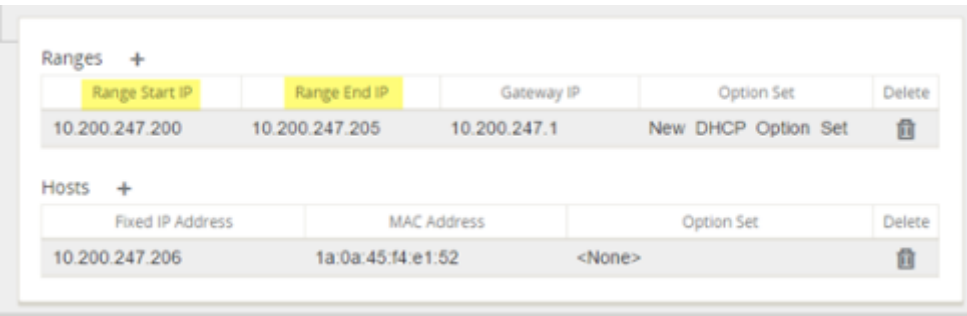 Ranges +
Range Start IP Range End IP Gateway IP Option Set Delete
10.200.247.200 10.200.247.205 10.200.247.1 New DHCP Option Set
Hosts +
Fixed IP Address MAC Address Option Set Delete
10.200.247.206 1a:0a:45:f4:e1:52 <None>